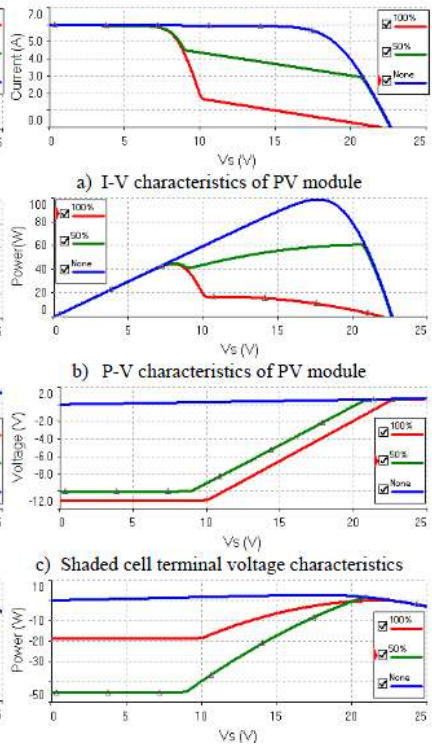 7.0
6.0
5.0
4.0
3.0
2.0
0.0
Current (A)
100%
50%
None
0 5 10 15 20 25
Vs (V)
a) I-V characteristics of PV module
100
80
60
40
20
0
Power(W)
100%
50%
None
0 5 10 15 20 25
Vs (V)
b) P-V characteristics of PV module
2.0
-2.0
-4.0
-8.0
-12.0
Voltage (V)
100%
50%
None
0 5 10 15 20 25
Vs (V)
c) Shaded cell terminal voltage characteristics
10
0
-20
-30
-50
Power (W)
100%
50%
None
0 5 10 15 20 25
Vs (V)